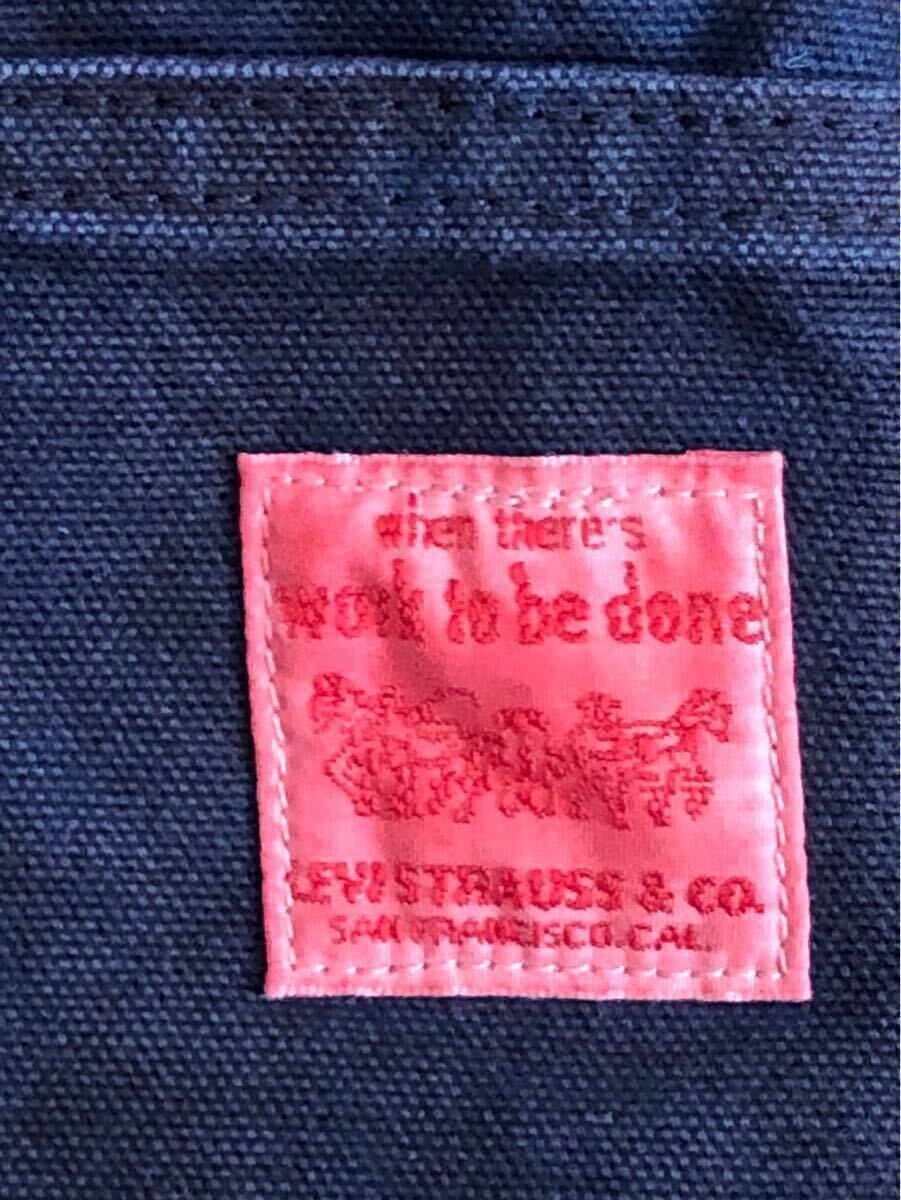 when there's
work to be done
LEVI STRAUSS & CO.
SAN FRANCISCO. CAL.